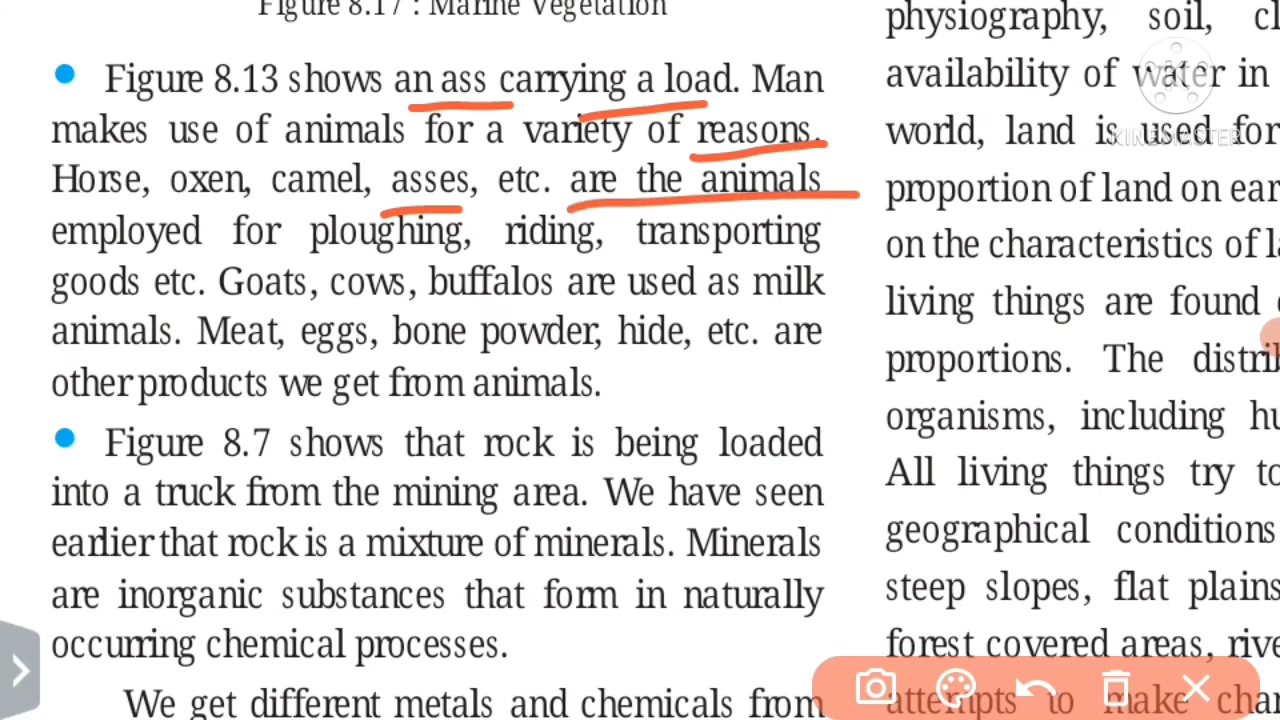 Figure 8.17 : Marine Vegetation
● Figure 8.13 shows an ass carrying a load. Man
makes use of animals for a variety of reasons.
Horse, oxen, camel, asses, etc. are the animals
employed for ploughing, riding, transporting
goods etc. Goats, cows, buffalos are used as milk
animals. Meat, eggs, bone powder, hide, etc. are
other products we get from animals.
● Figure 8.7 shows that rock is being loaded
into a truck from the mining area. We have seen
earlier that rock is a mixture of minerals. Minerals
are inorganic substances that form in naturally
occurring chemical processes.
We get different metals and chemicals from
physiography, soil,
availability of water in
world, land is used for
proportion of land on
on the characteristics of
living things are found
proportions. The
organisms, including
All living things try
geographical conditions
steep slopes, flat plains
forest covered areas,
attempts to make
KINEMASTER